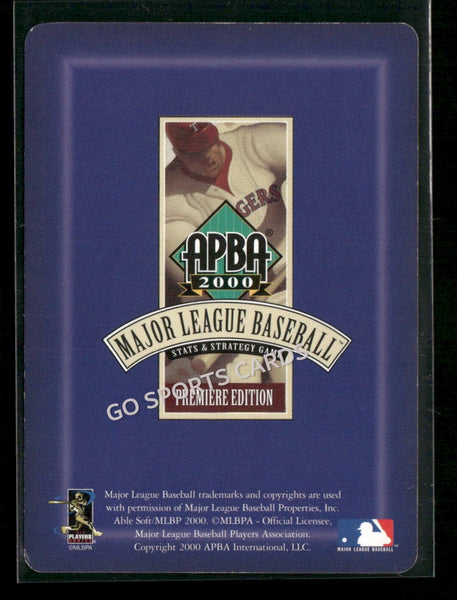 T
GERS
APBA®
2000
MAJOR LEAGUE BASEBALL™
STATS & STRATEGY GAME
GO SPORTS CARDS
PREMIERE EDITION
Major League Baseball trademarks and copyrights are used
with permission of Major League Baseball Properties, Inc.
Able Soft/MLBP 2000. ©MLBPA - Official Licensee,
Major League Baseball Players Association.
Copyright 2000 APBA International, LLC.
PLAYERS
CHOICE
©MLBPA
MAJOR LEAGUE BASEBALL